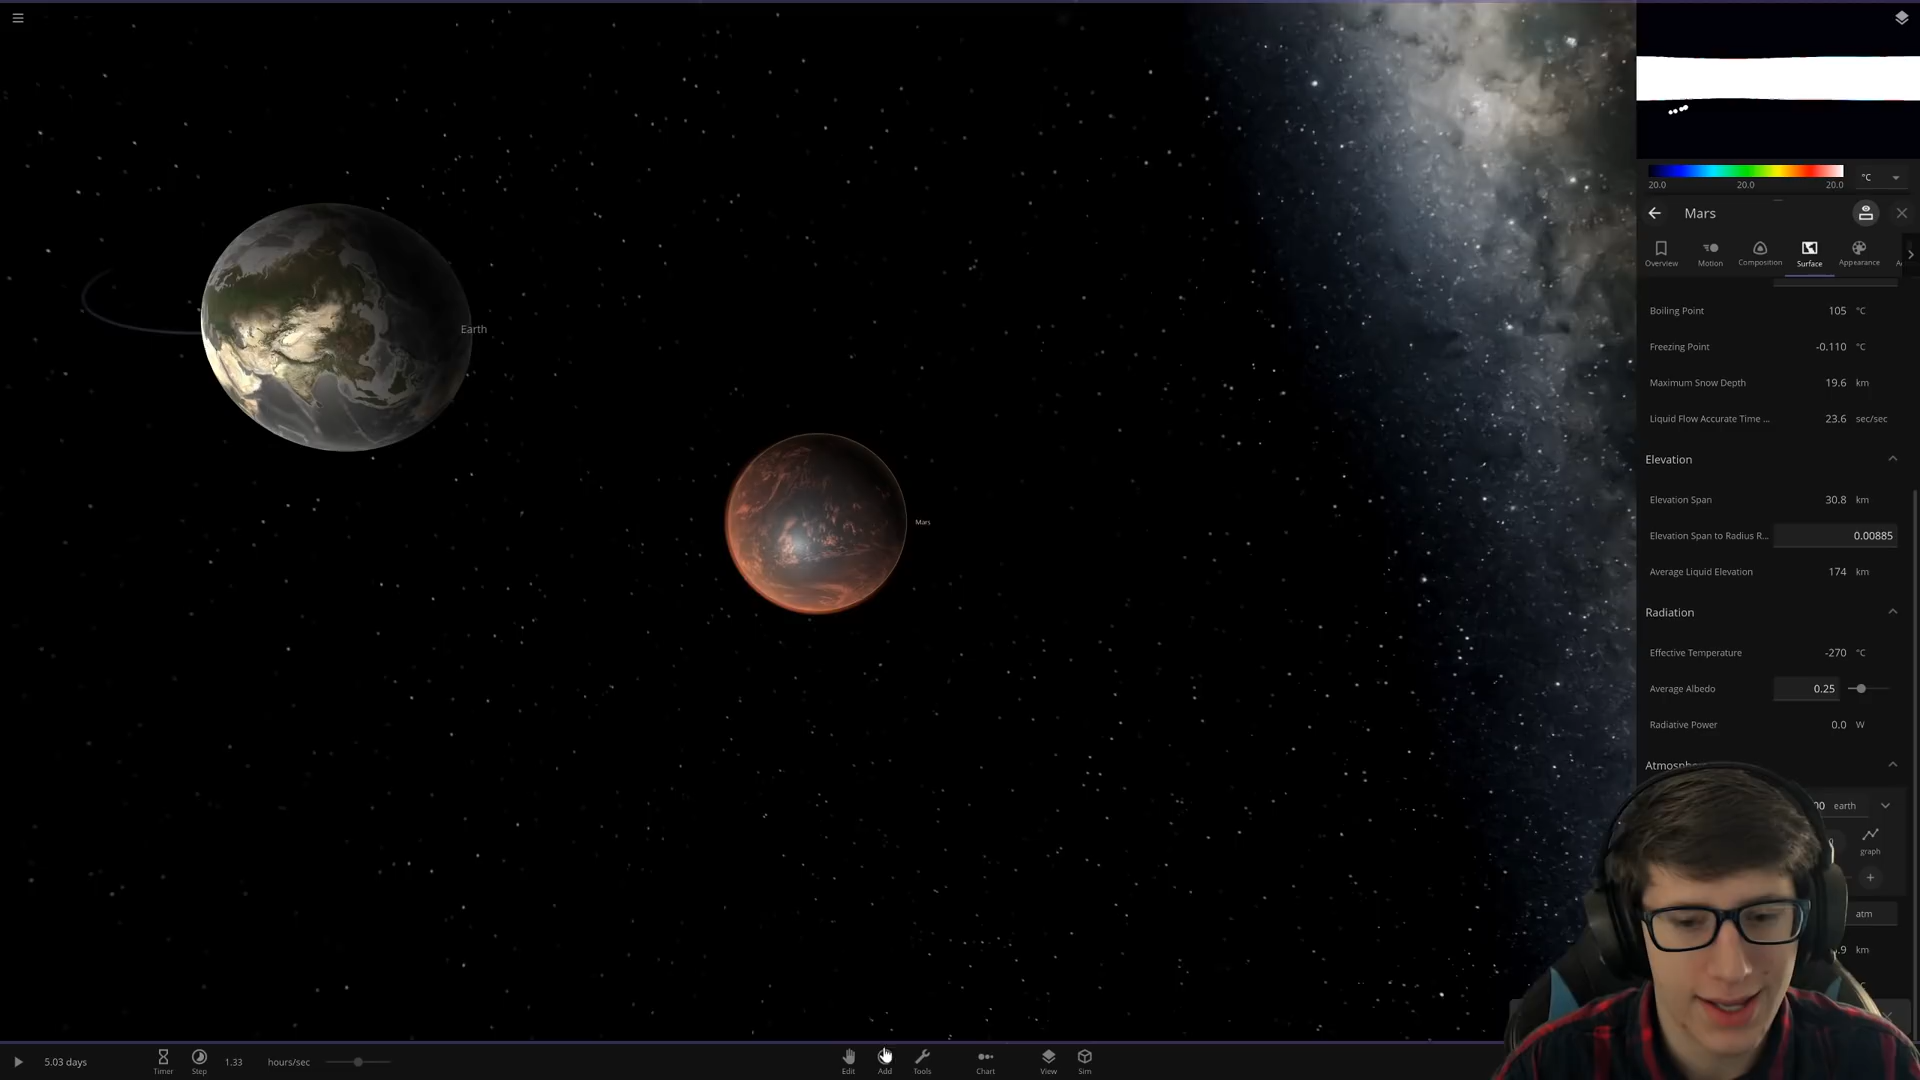 20.0 20.0 20.0
°C
Mars
Overview Motion Composition Surface Appearance
Boiling Point 105 °C
Freezing Point -0.110 °C
Maximum Snow Depth 19.6 km
Liquid Flow Accurate Time ... 23.6 sec/sec
Elevation
Elevation Span 30.8 km
Elevation Span to Radius R... 0.00885
Average Liquid Elevation 174 km
Radiation
Effective Temperature -270 °C
Average Albedo 0.25
Radiative Power 0.0 W
earth
graph
atm
km
Earth
Mars
5.03 days
Timer
Step
1.33 hours/sec
Edit Add Tools Chart View Sim